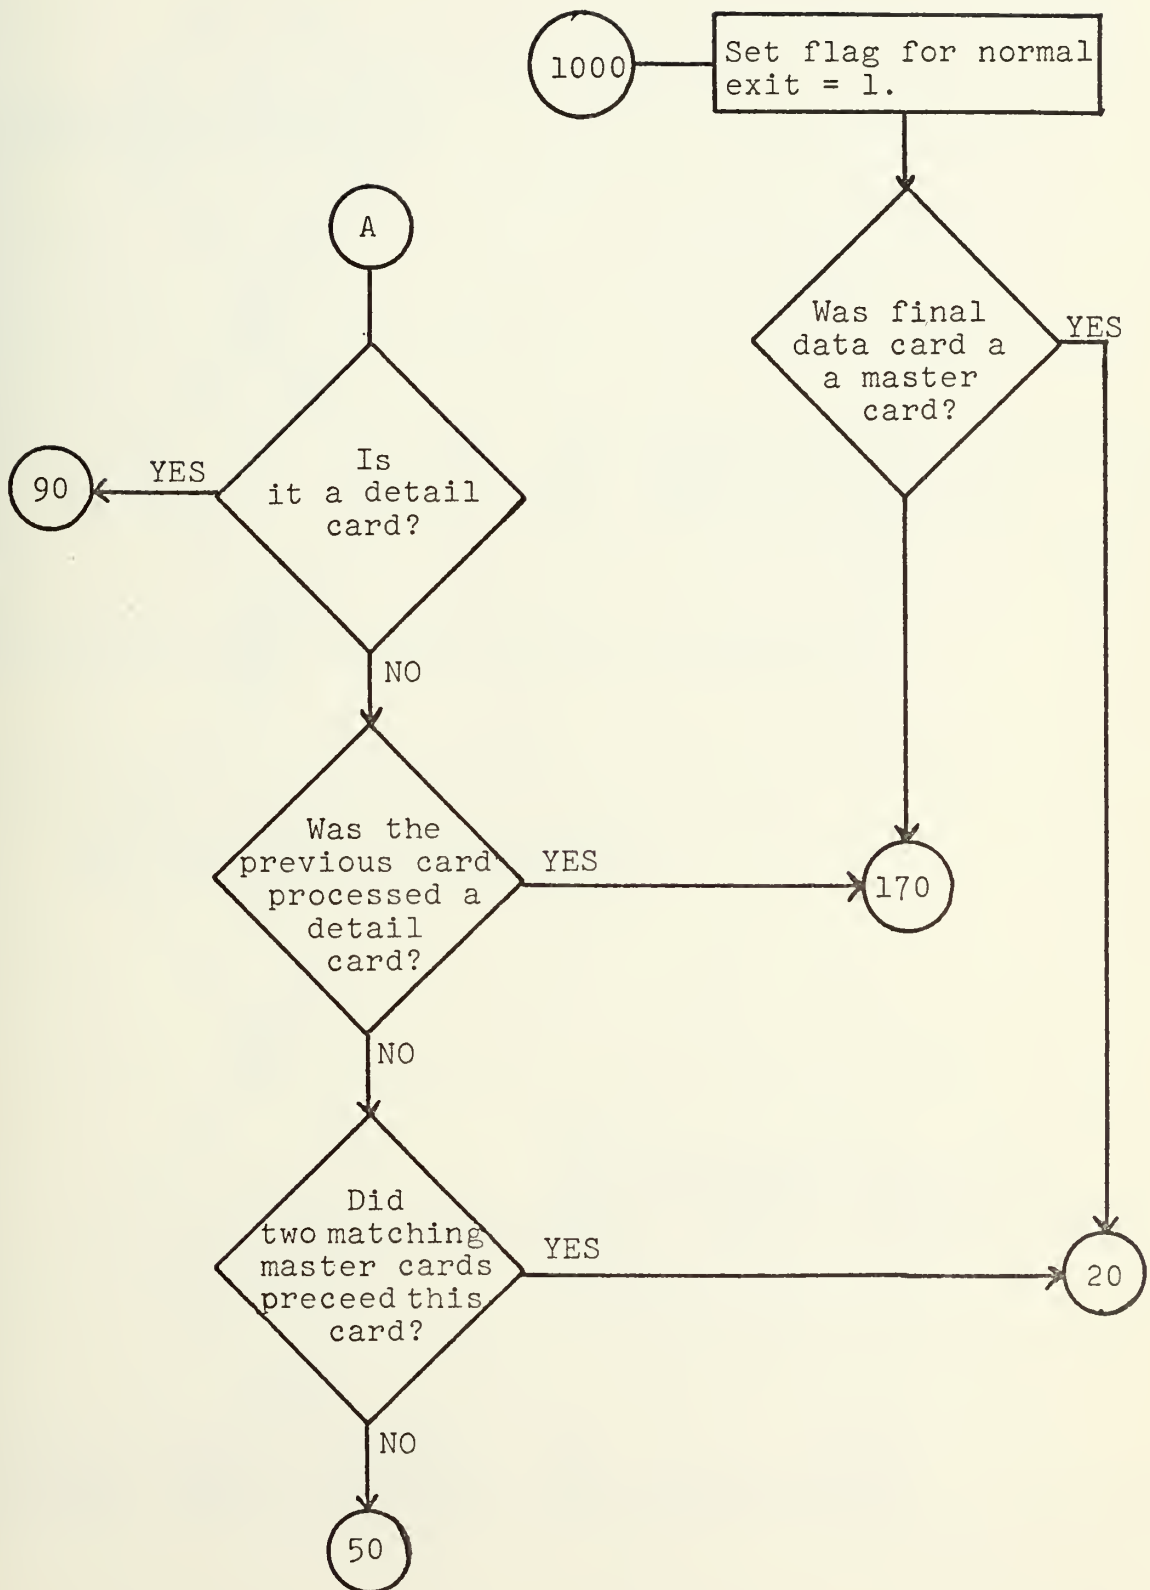 1000
Set flag for normal
exit = 1.
A
Was final
data card a
a master
card?
YES
Is
it a detail
card?
YES
90
NO
Was the
previous card
processed a
detail
card?
YES
170
NO
Did
two matching
master cards
preceed this
card?
YES
20
NO
50